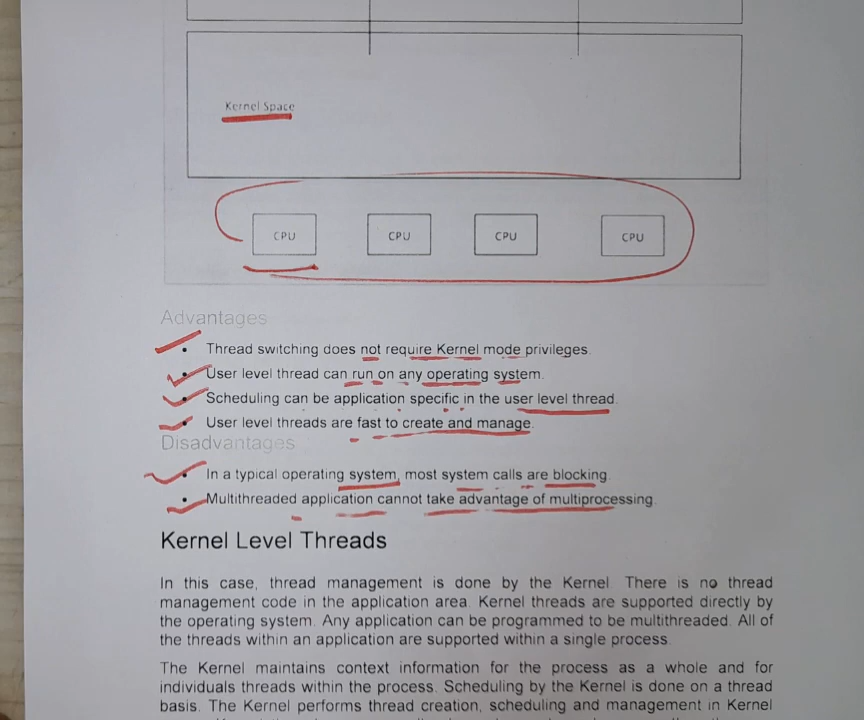 Kernel Space
CPU CPU CPU CPU
Advantages
• Thread switching does not require Kernel mode privileges.
• User level thread can run on any operating system.
• Scheduling can be application specific in the user level thread.
• User level threads are fast to create and manage.
Disadvantages
• In a typical operating system, most system calls are blocking.
• Multithreaded application cannot take advantage of multiprocessing.
Kernel Level Threads
In this case, thread management is done by the Kernel. There is no thread
management code in the application area. Kernel threads are supported directly by
the operating system. Any application can be programmed to be multithreaded. All of
the threads within an application are supported within a single process.
The Kernel maintains context information for the process as a whole and for
individuals threads within the process. Scheduling by the Kernel is done on a thread
basis. The Kernel performs thread creation, scheduling and management in Kernel